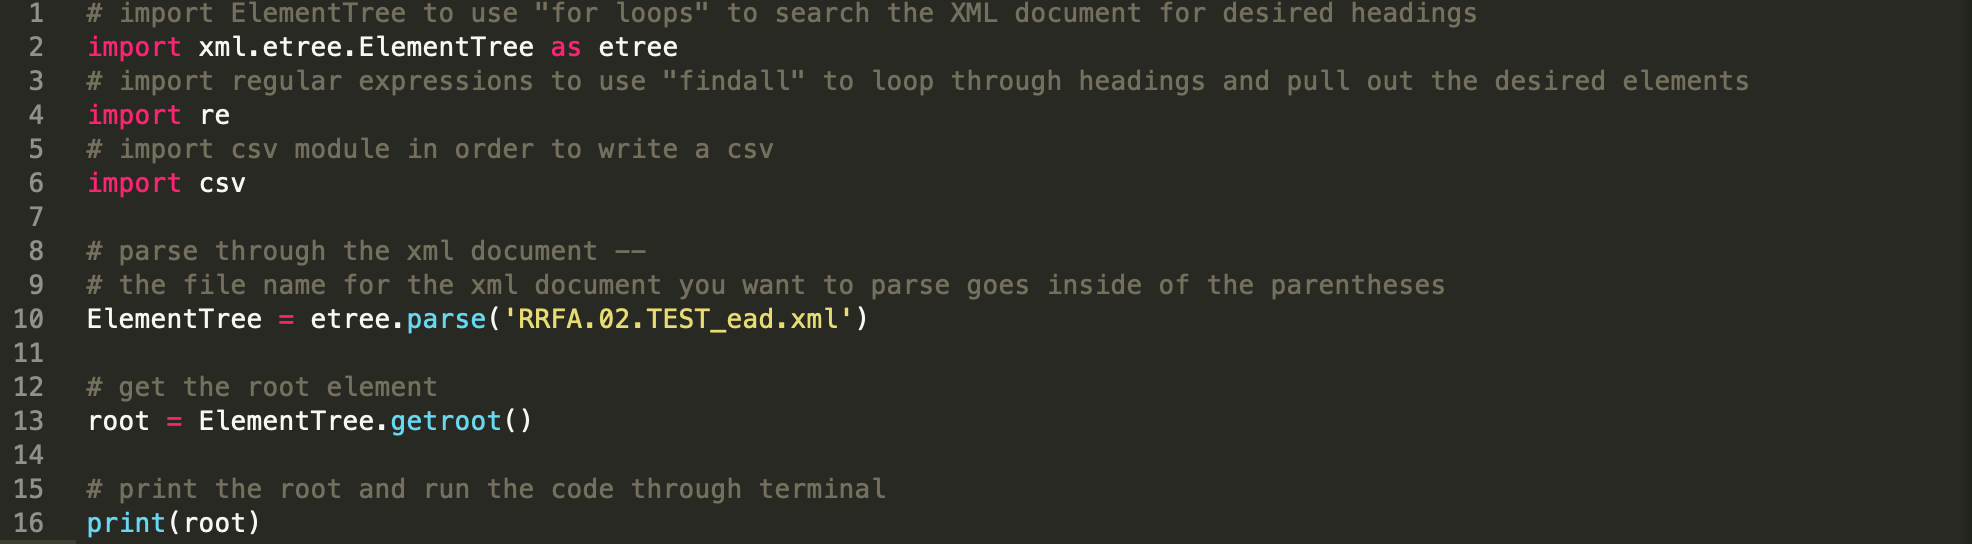 1 # import ElementTree to use "for loops" to search the XML document for desired headings
2 import xml.etree.ElementTree as etree
3 # import regular expressions to use "findall" to loop through headings and pull out the desired elements
4 import re
5 # import csv module in order to write a csv
6 import csv
7
8 # parse through the xml document --
9 # the file name for the xml document you want to parse goes inside of the parentheses
10 ElementTree = etree.parse('RRFA.02.TEST_ead.xml')
11
12 # get the root element
13 root = ElementTree.getroot()
14
15 # print the root and run the code through terminal
16 print(root)